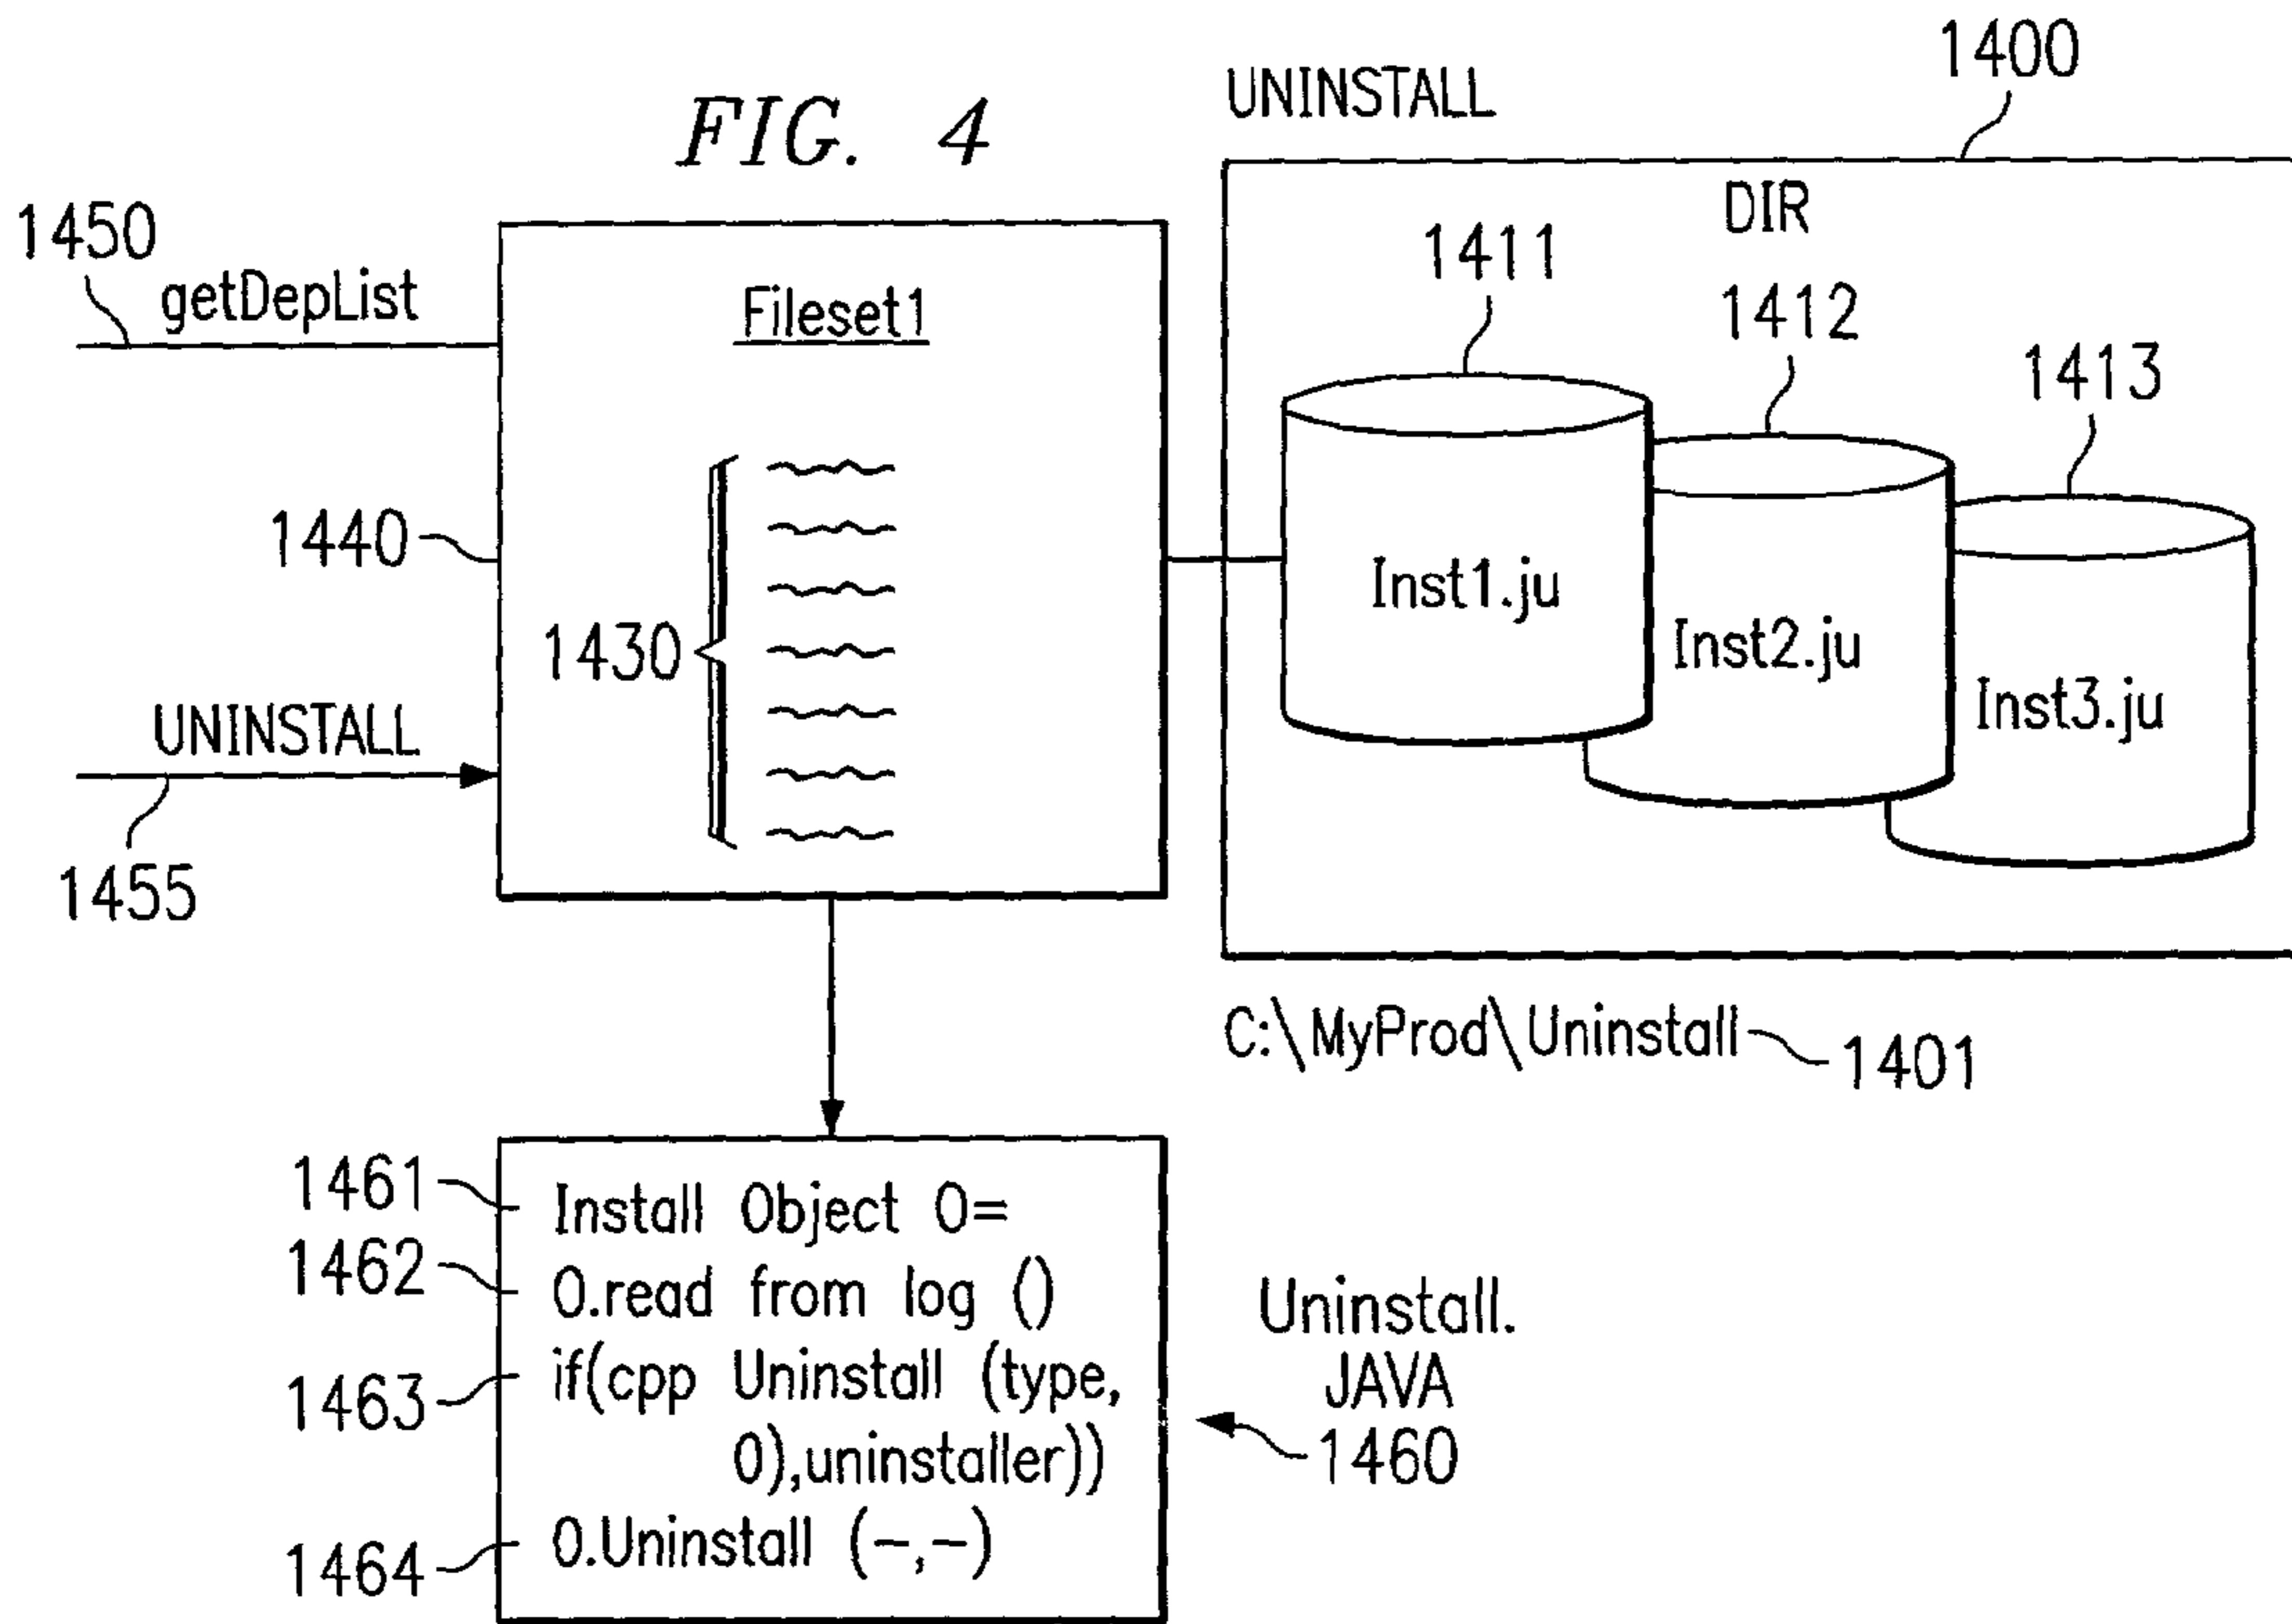 FIG. 4
UNINSTALL
1400
DIR
1450
getDepList
Fileset1
1411
1412
1413
1440
1430
Inst1.ju
Inst2.ju
Inst3.ju
UNINSTALL
1455
C:\MyProd\Uninstall
1401
1461
Install Object O=
1462
O.read from log ()
1463
if(cpp Uninstall (type,
O),uninstaller))
1464
O.Uninstall (–,–)
Uninstall.
JAVA
1460